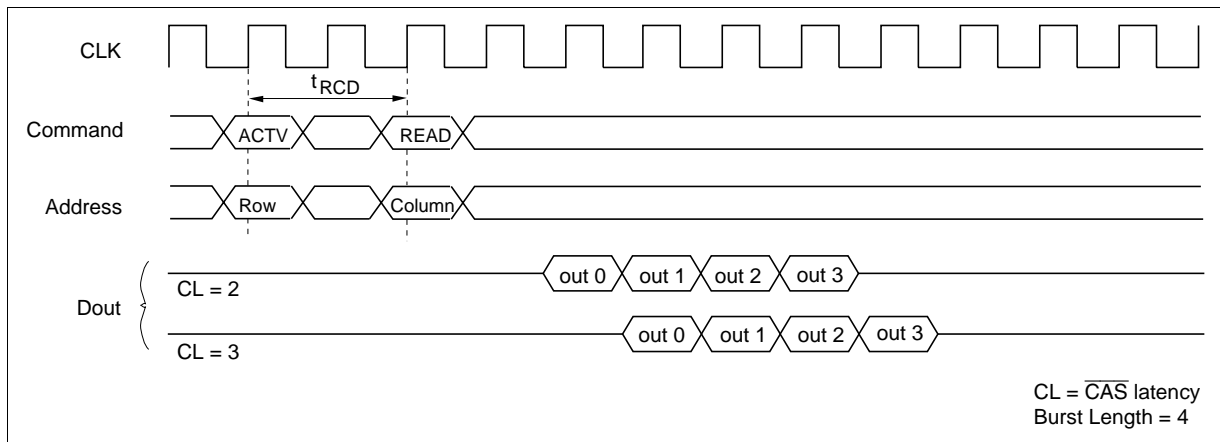 CLK
tRCD
Command
ACTV
READ
Address
Row
Column
Dout
out 0 out 1 out 2 out 3
CL = 2
out 0 out 1 out 2 out 3
CL = 3
CL = C̅A̅S̅ latency
Burst Length = 4